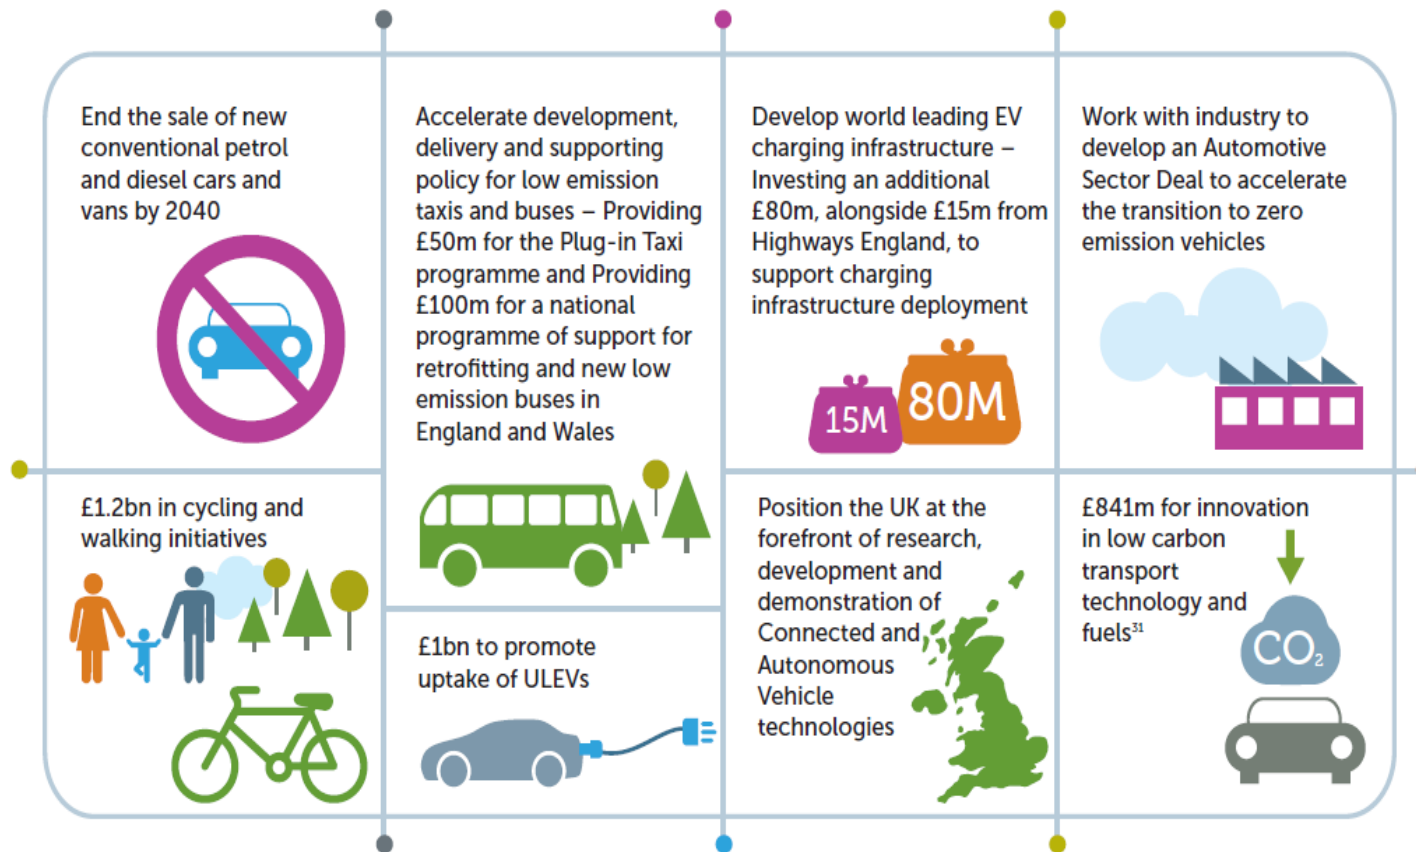 End the sale of new
conventional petrol
and diesel cars and
vans by 2040
Accelerate development,
delivery and supporting
policy for low emission
taxis and buses – Providing
£50m for the Plug-in Taxi
programme and Providing
£100m for a national
programme of support for
retrofitting and new low
emission buses in
England and Wales
Develop world leading EV
charging infrastructure –
Investing an additional
£80m, alongside £15m from
Highways England, to
support charging
infrastructure deployment
15M
80M
Work with industry to
develop an Automotive
Sector Deal to accelerate
the transition to zero
emission vehicles
£1.2bn in cycling and
walking initiatives
£1bn to promote
uptake of ULEVs
Position the UK at the
forefront of research,
development and
demonstration of
Connected and
Autonomous
Vehicle
technologies
£841m for innovation
in low carbon
transport
technology and
fuels³¹
CO₂